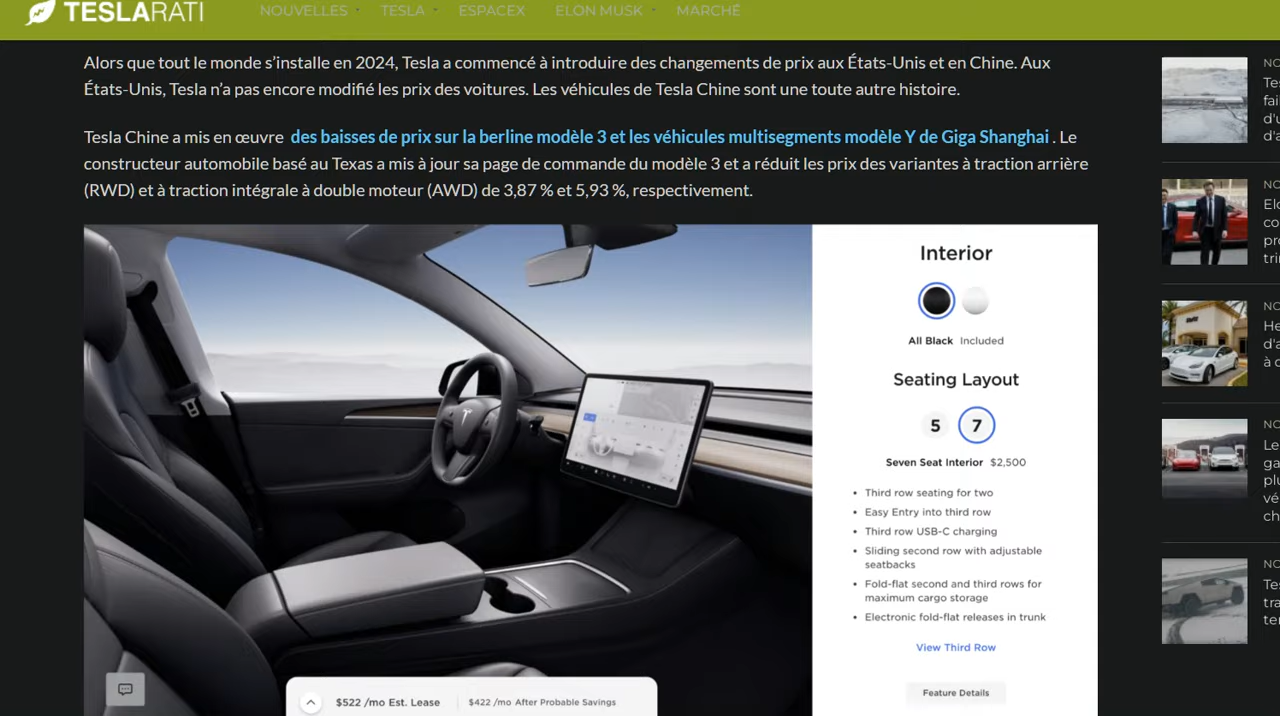 TESLARATI
NOUVELLES
TESLA
ESPACEX
ELON MUSK
MARCHÉ
Alors que tout le monde s’installe en 2024, Tesla a commencé à introduire des changements de prix aux États-Unis et en Chine. Aux
États-Unis, Tesla n’a pas encore modifié les prix des voitures. Les véhicules de Tesla Chine sont une toute autre histoire.
Tesla Chine a mis en œuvre des baisses de prix sur la berline modèle 3 et les véhicules multisegments modèle Y de Giga Shanghai . Le
constructeur automobile basé au Texas a mis à jour sa page de commande du modèle 3 et a réduit les prix des variantes à traction arrière
(RWD) et à traction intégrale à double moteur (AWD) de 3,87 % et 5,93 %, respectivement.
Interior
All Black Included
Seating Layout
5 7
Seven Seat Interior $2,500
• Third row seating for two
• Easy Entry into third row
• Third row USB-C charging
• Sliding second row with adjustable
seatbacks
• Fold-flat second and third rows for
maximum cargo storage
• Electronic fold-flat releases in trunk
View Third Row
Feature Details
$522 /mo Est. Lease
$422 /mo After Probable Savings